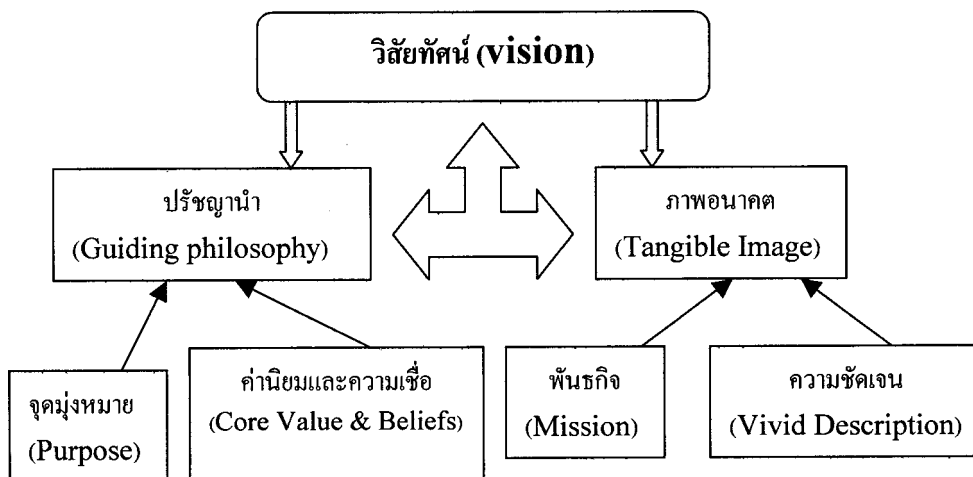 วิสัยทัศน์ (vision)
ปรัชญานำ
(Guiding philosophy)
ภาพอนาคต
(Tangible Image)
จุดมุ่งหมาย
(Purpose)
ค่านิยมและความเชื่อ
(Core Value & Beliefs)
พันธกิจ
(Mission)
ความชัดเจน
(Vivid Description)